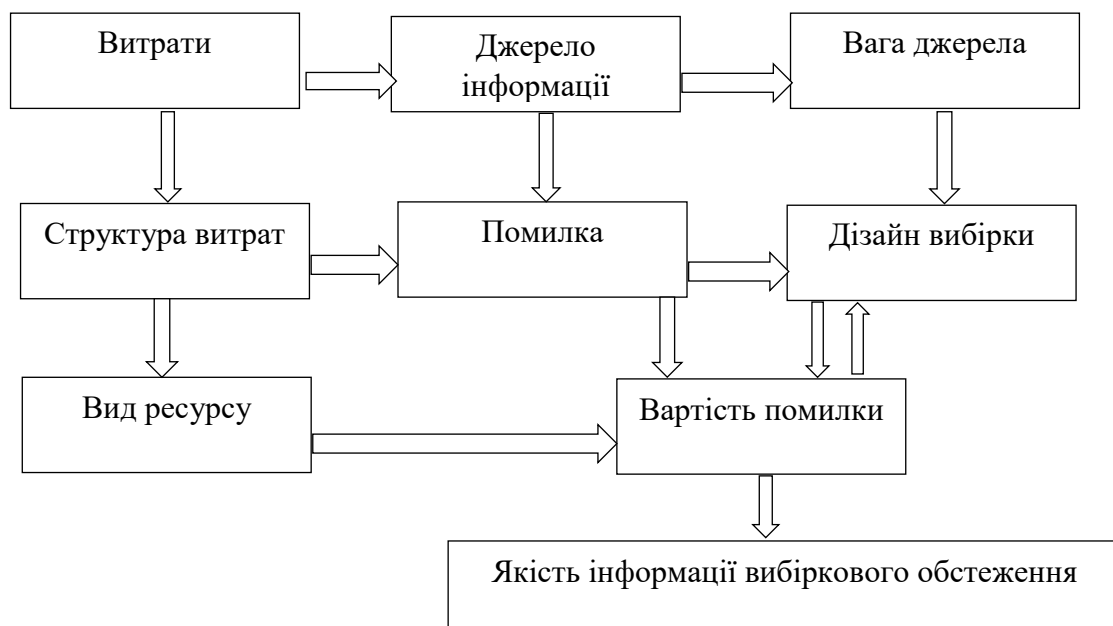 Витрати
Джерело
інформації
Вага джерела
Структура витрат
Помилка
Дізайн вибірки
Вид ресурсу
Вартість помилки
Якість інформації вибіркового обстеження